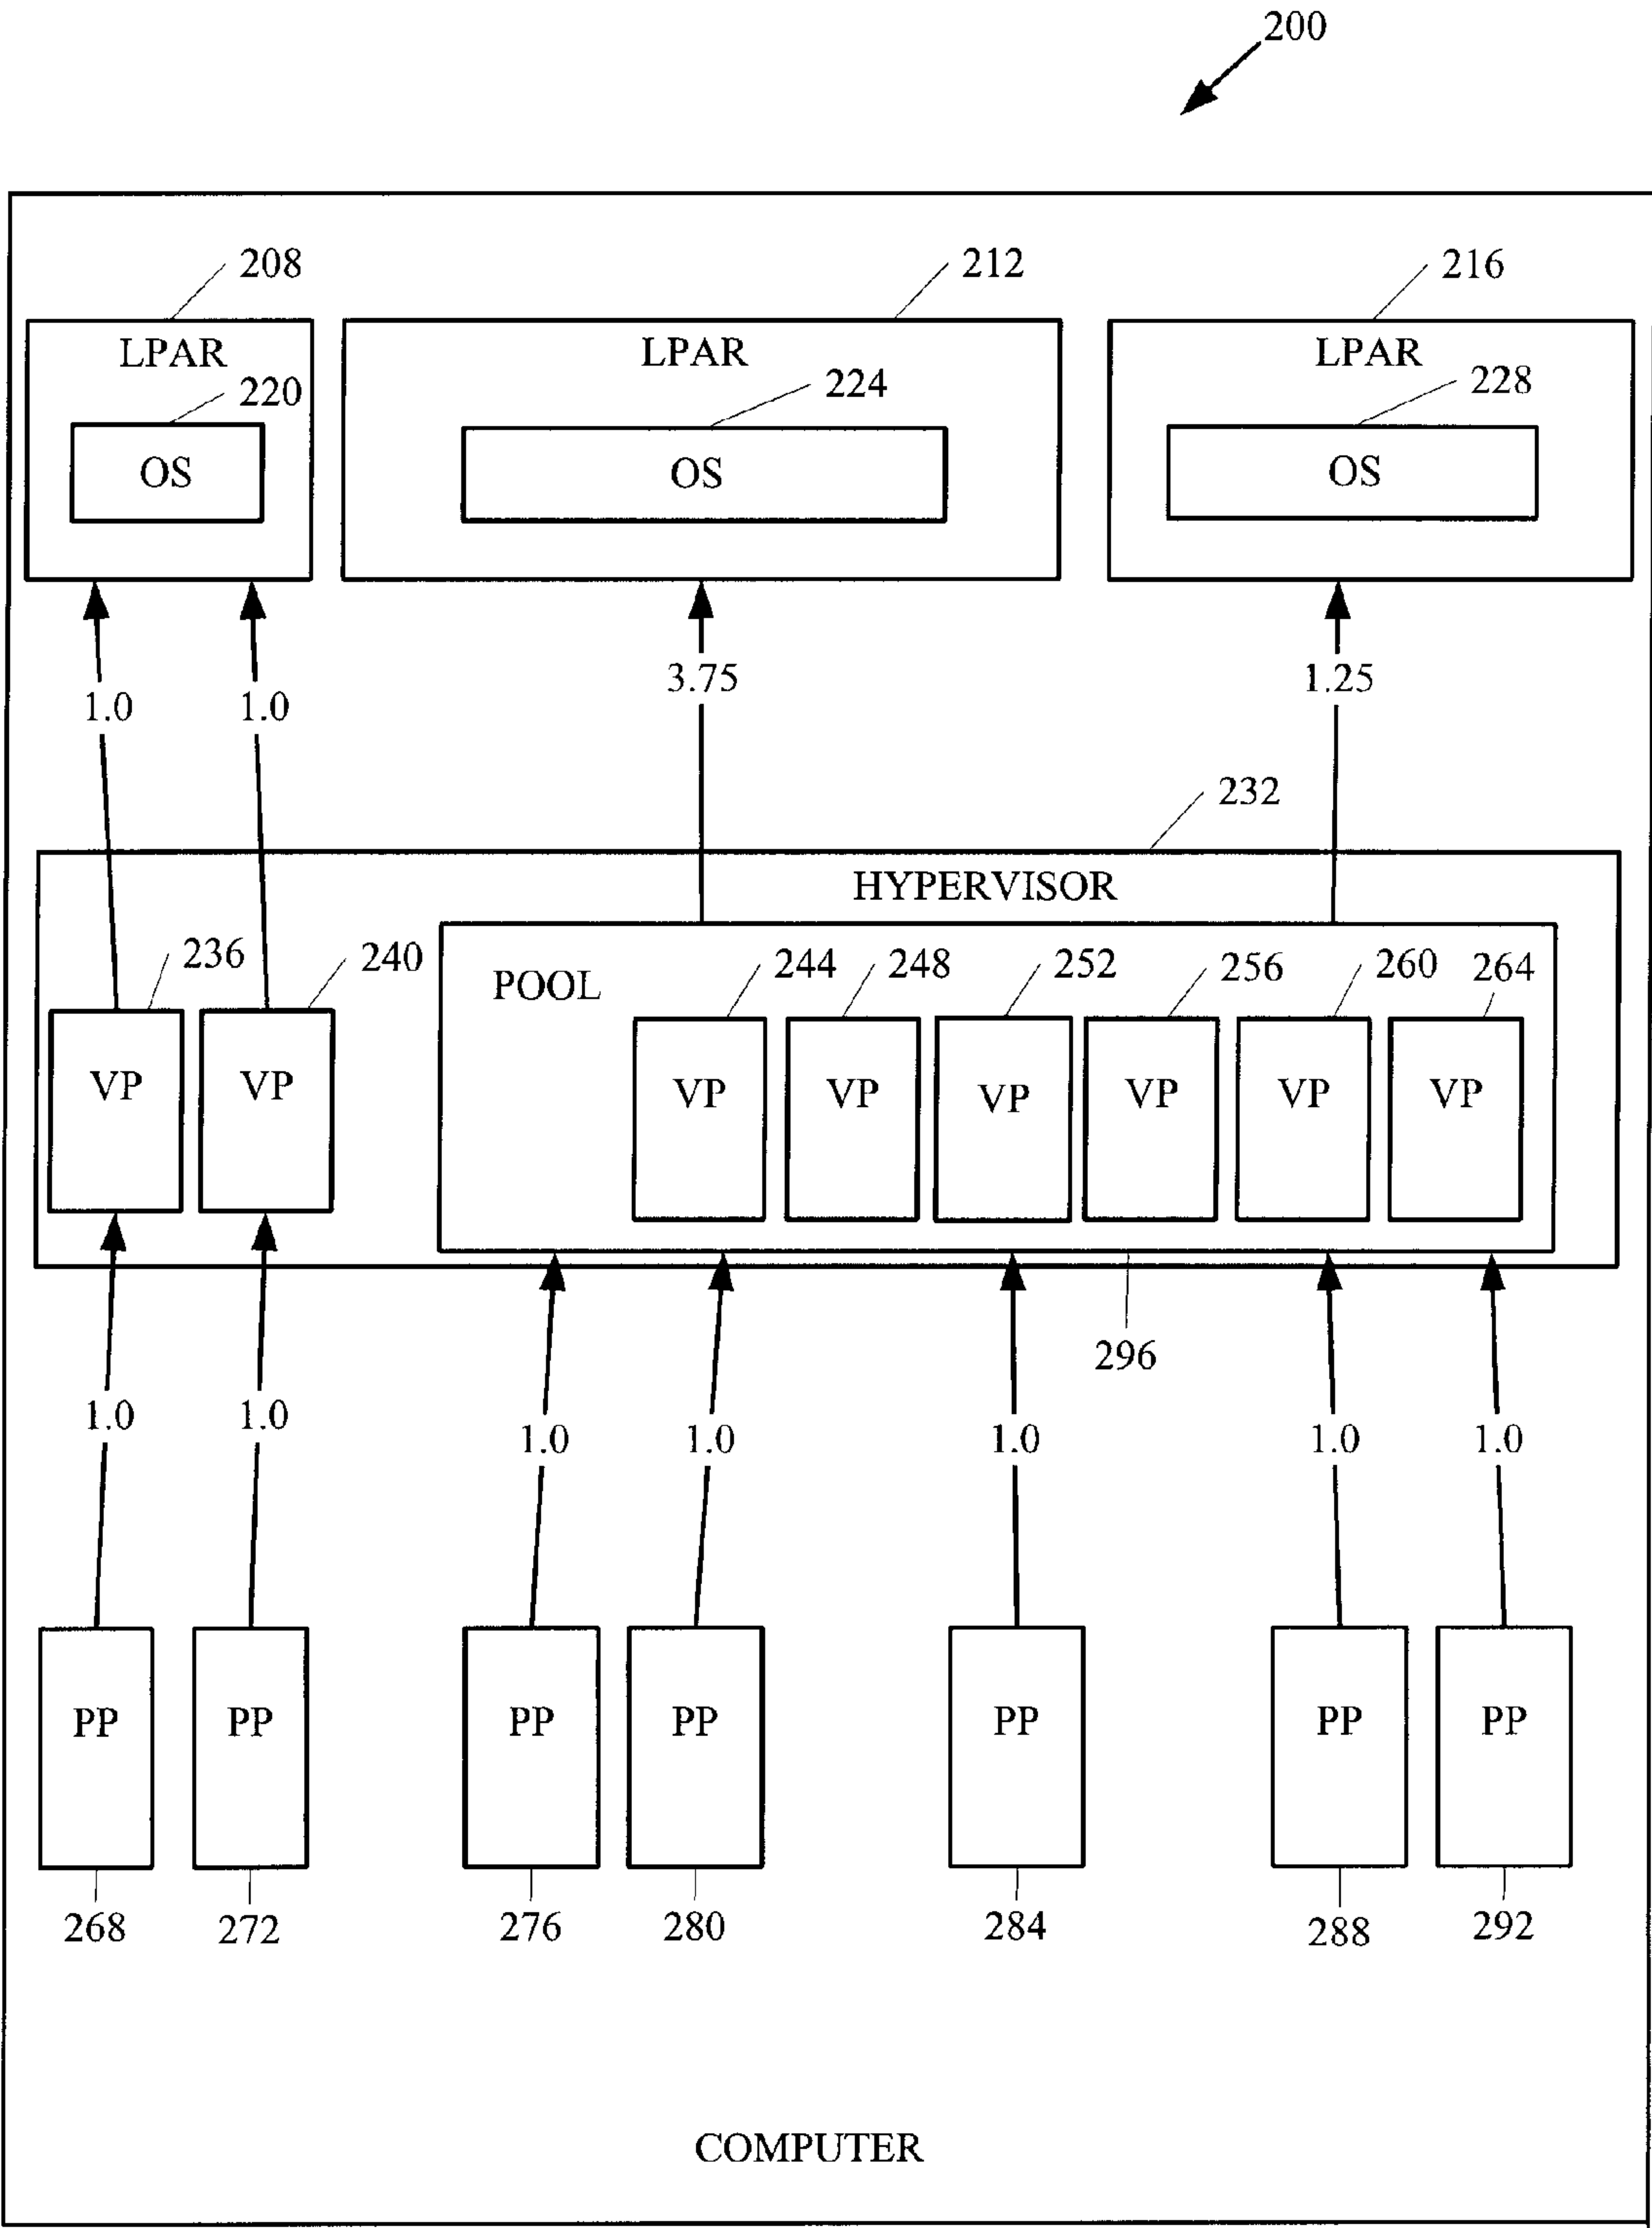 200
208
212
216
LPAR
LPAR
LPAR
220
224
228
OS
OS
OS
1.0
1.0
3.75
1.25
232
HYPERVISOR
236
240
POOL
244
248
252
256
260
264
VP
VP
VP
VP
VP
VP
VP
VP
296
1.0
1.0
1.0
1.0
1.0
1.0
1.0
PP
PP
PP
PP
PP
PP
PP
268
272
276
280
284
288
292
COMPUTER